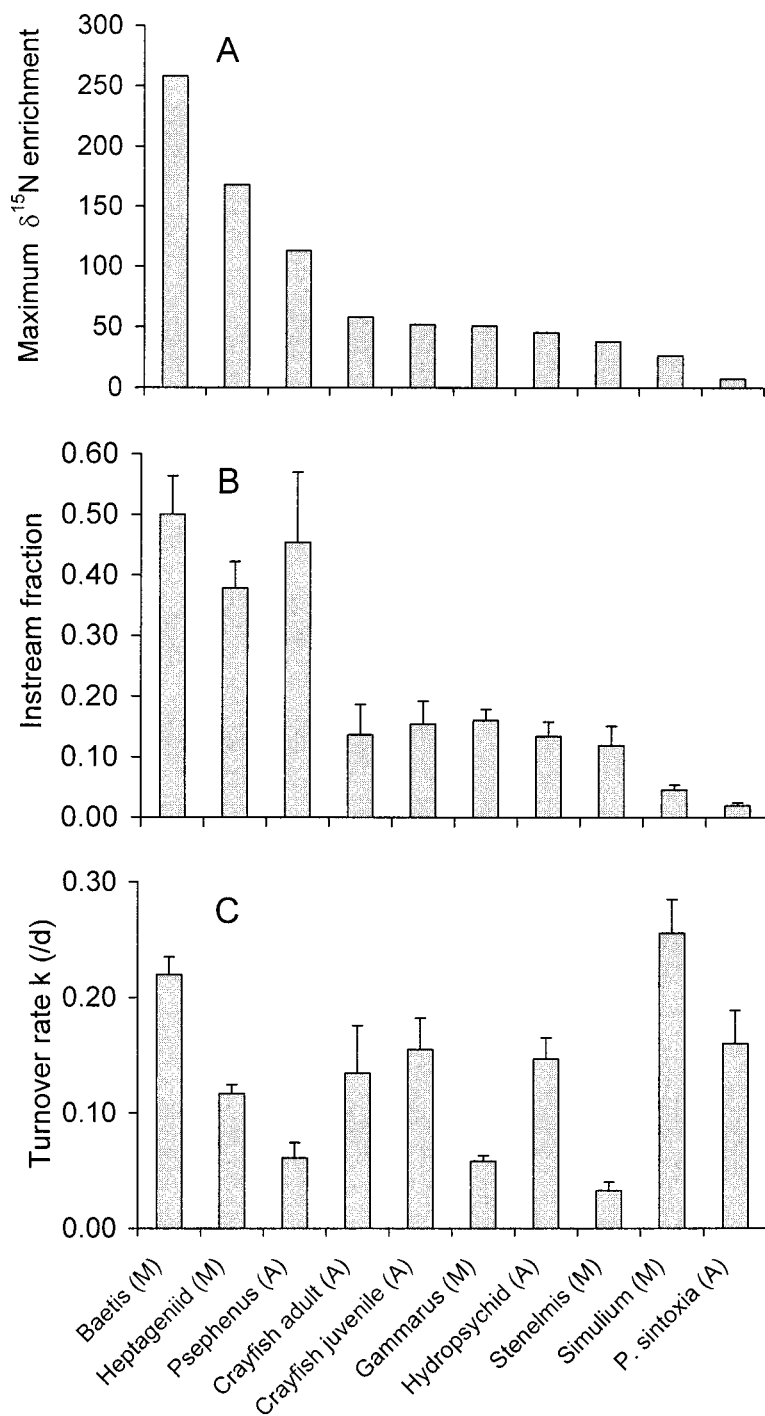 A
Maximum δ¹⁵N enrichment
300
250
200
150
100
50
0
B
Instream fraction
0.60
0.50
0.40
0.30
0.20
0.10
0.00
C
Turnover rate k (/d)
0.30
0.20
0.10
0.00
Baetis (M)
Heptageniid (M)
Psephenus (A)
Crayfish adult (A)
Crayfish juvenile (A)
Gammarus (M)
Hydropsychid (A)
Stenelmis (M)
Simulium (M)
P. sintoxia (A)